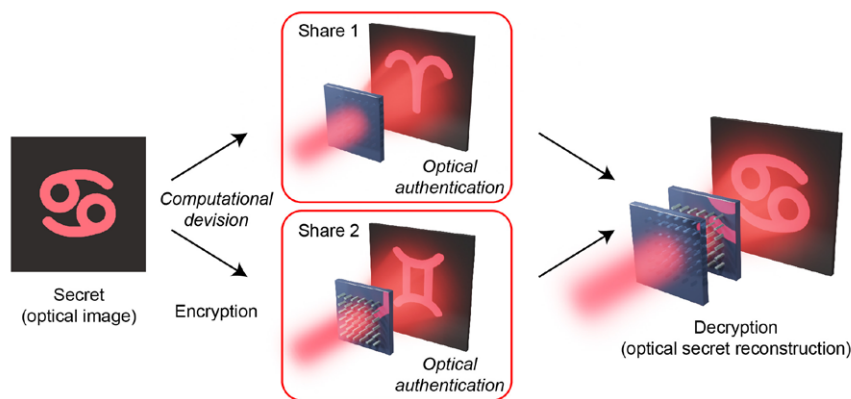 Share 1
Optical
authentication
Secret
(optical image)
Computational
devision
Encryption
Share 2
Optical
authentication
Decryption
(optical secret reconstruction)